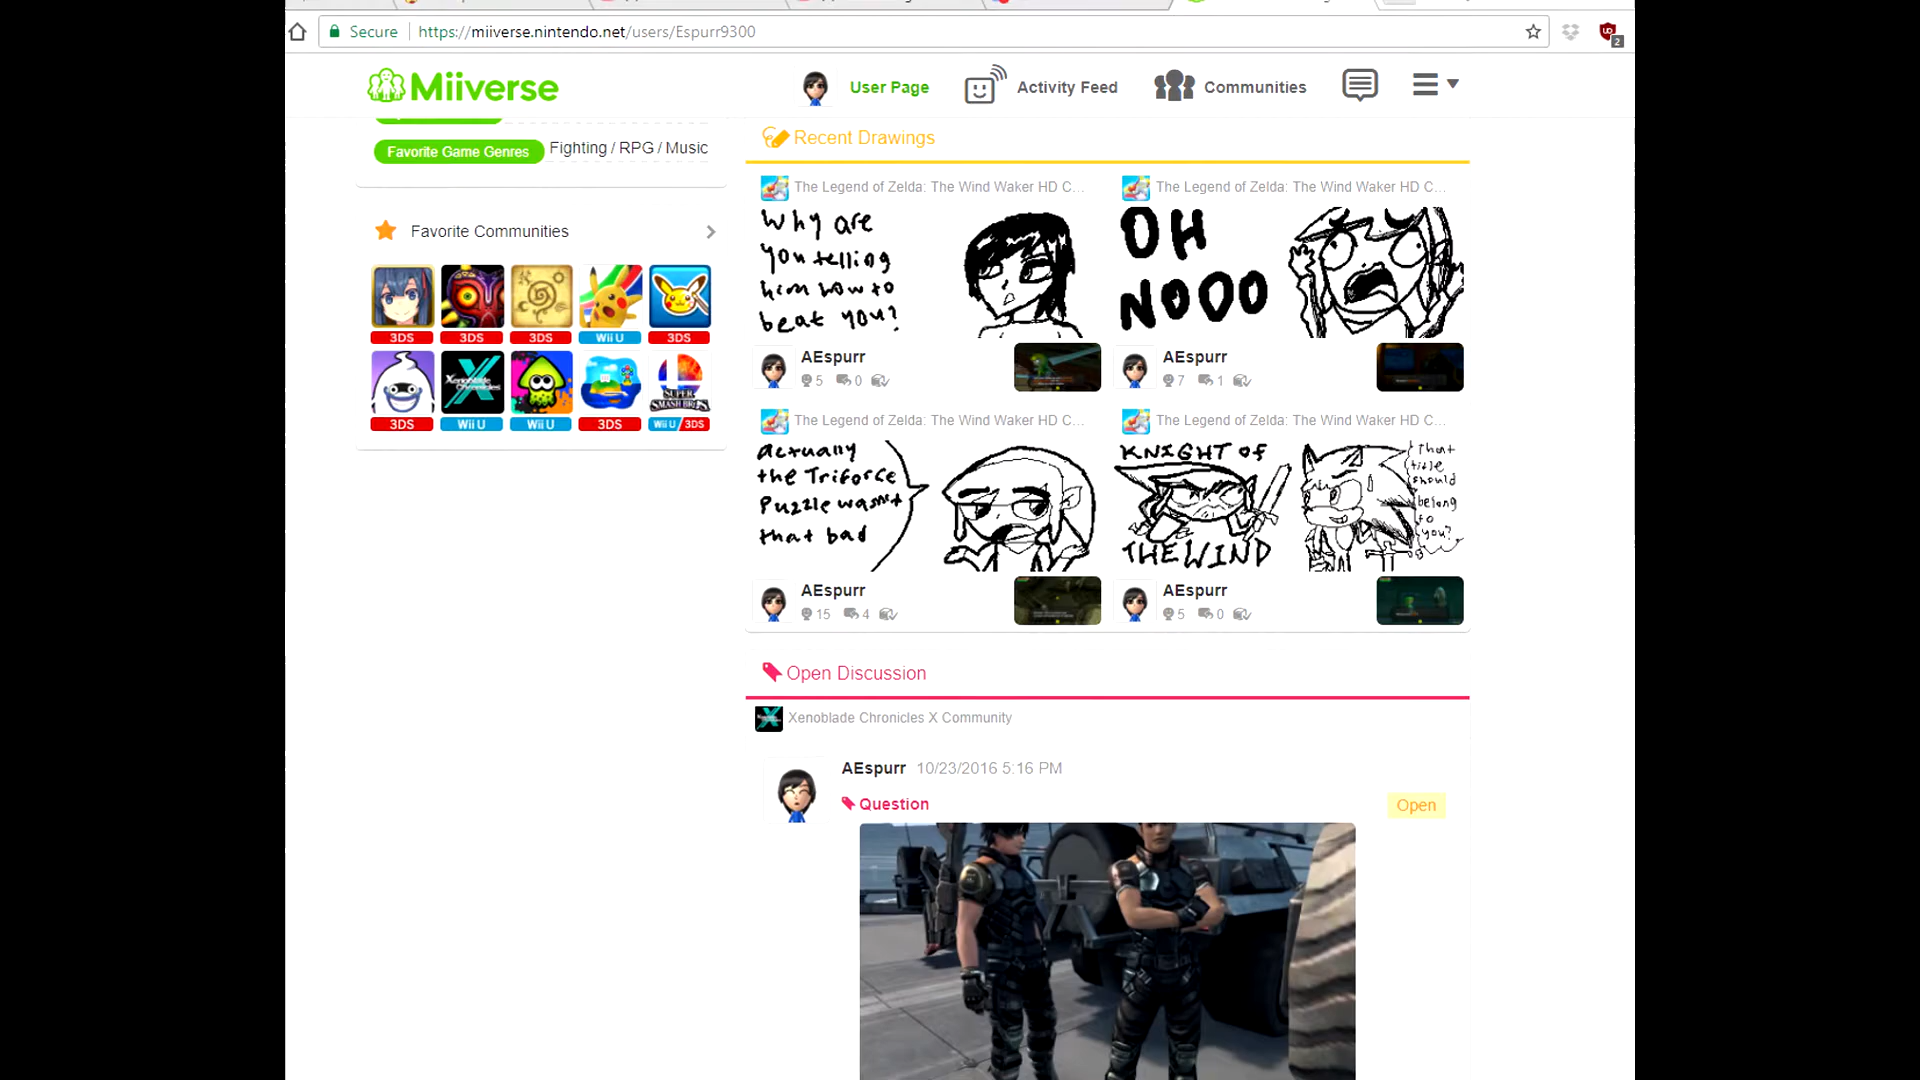 Secure
https://miiverse.nintendo.net/users/Espurr9300
2
Miiverse
User Page
Activity Feed
Communities
Favorite Game Genres
Fighting / RPG / Music
Favorite Communities
3DS
3DS
3DS
Wii U
3DS
Xenoblade
Chronicles
W
SUPER
SMASH BROS
3DS
Wii U
Wii U
3DS
Wii U / 3DS
Recent Drawings
The Legend of Zelda: The Wind Waker HD C...
Why are
you telling
him how to
beat you?
AEspurr
5
0
The Legend of Zelda: The Wind Waker HD C...
OH
NOOO
AEspurr
7
1
The Legend of Zelda: The Wind Waker HD C...
Actually
the Triforce
Puzzle wasn't
that bad
AEspurr
15
4
The Legend of Zelda: The Wind Waker HD C...
KNIGHT OF
THE WIND
that
title
should
belong
to
you?
AEspurr
5
0
Open Discussion
Xenoblade Chronicles X Community
AEspurr
10/23/2016 5:16 PM
Question
Open